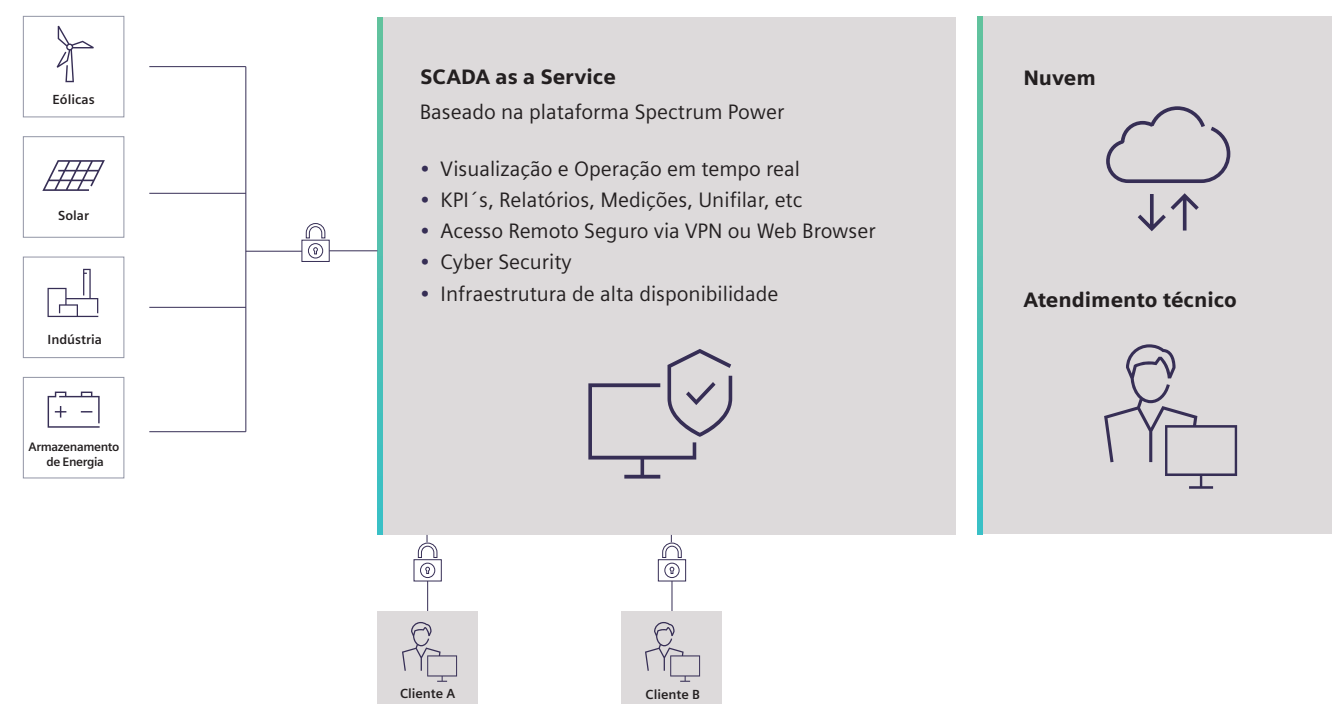 Eólicas
Solar
Indústria
Armazenamento
de Energia
SCADA as a Service
Baseado na plataforma Spectrum Power
• Visualização e Operação em tempo real
• KPI´s, Relatórios, Medições, Unifilar, etc
• Acesso Remoto Seguro via VPN ou Web Browser
• Cyber Security
• Infraestrutura de alta disponibilidade
Nuvem
Atendimento técnico
Cliente A
Cliente B